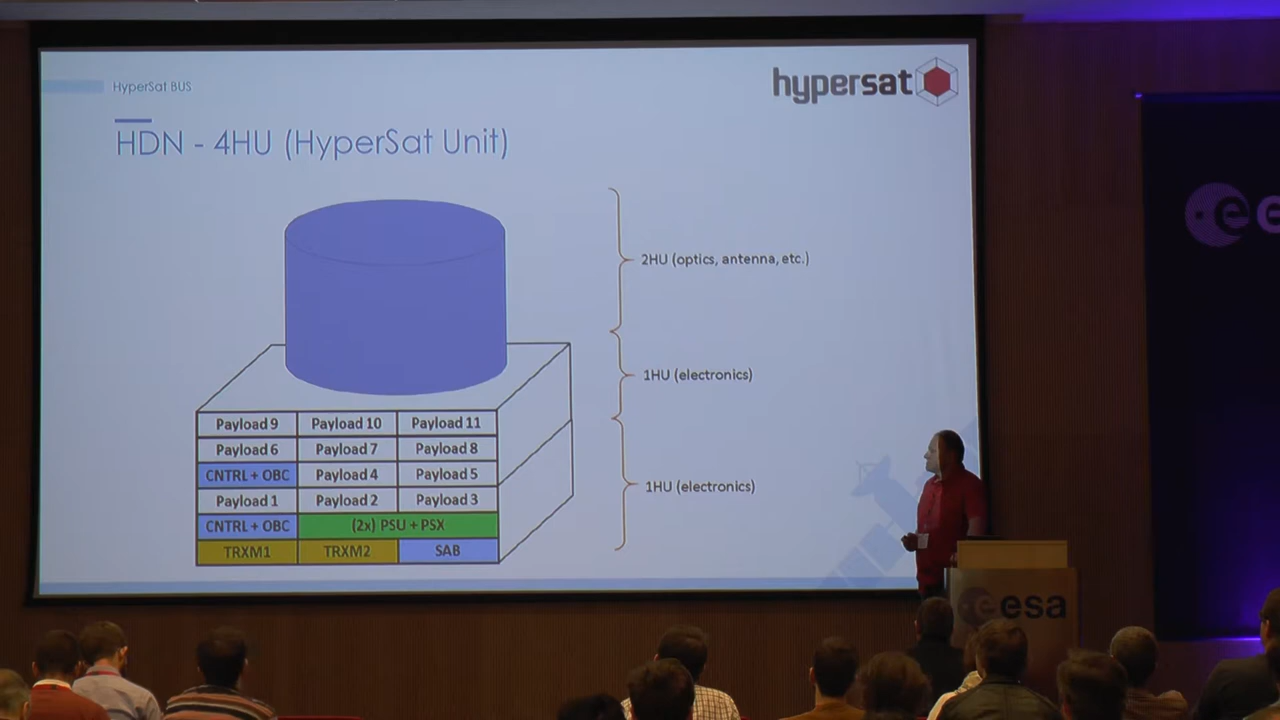 HyperSat BUS
hypersat
HDN - 4HU (HyperSat Unit)
2HU (optics, antenna, etc.)
1HU (electronics)
1HU (electronics)
Payload 9 Payload 10 Payload 11
Payload 6 Payload 7 Payload 8
CNTRL + OBC Payload 4 Payload 5
Payload 1 Payload 2 Payload 3
CNTRL + OBC (2x) PSU + PSX
TRXM1 TRXM2 SAB
esa
e